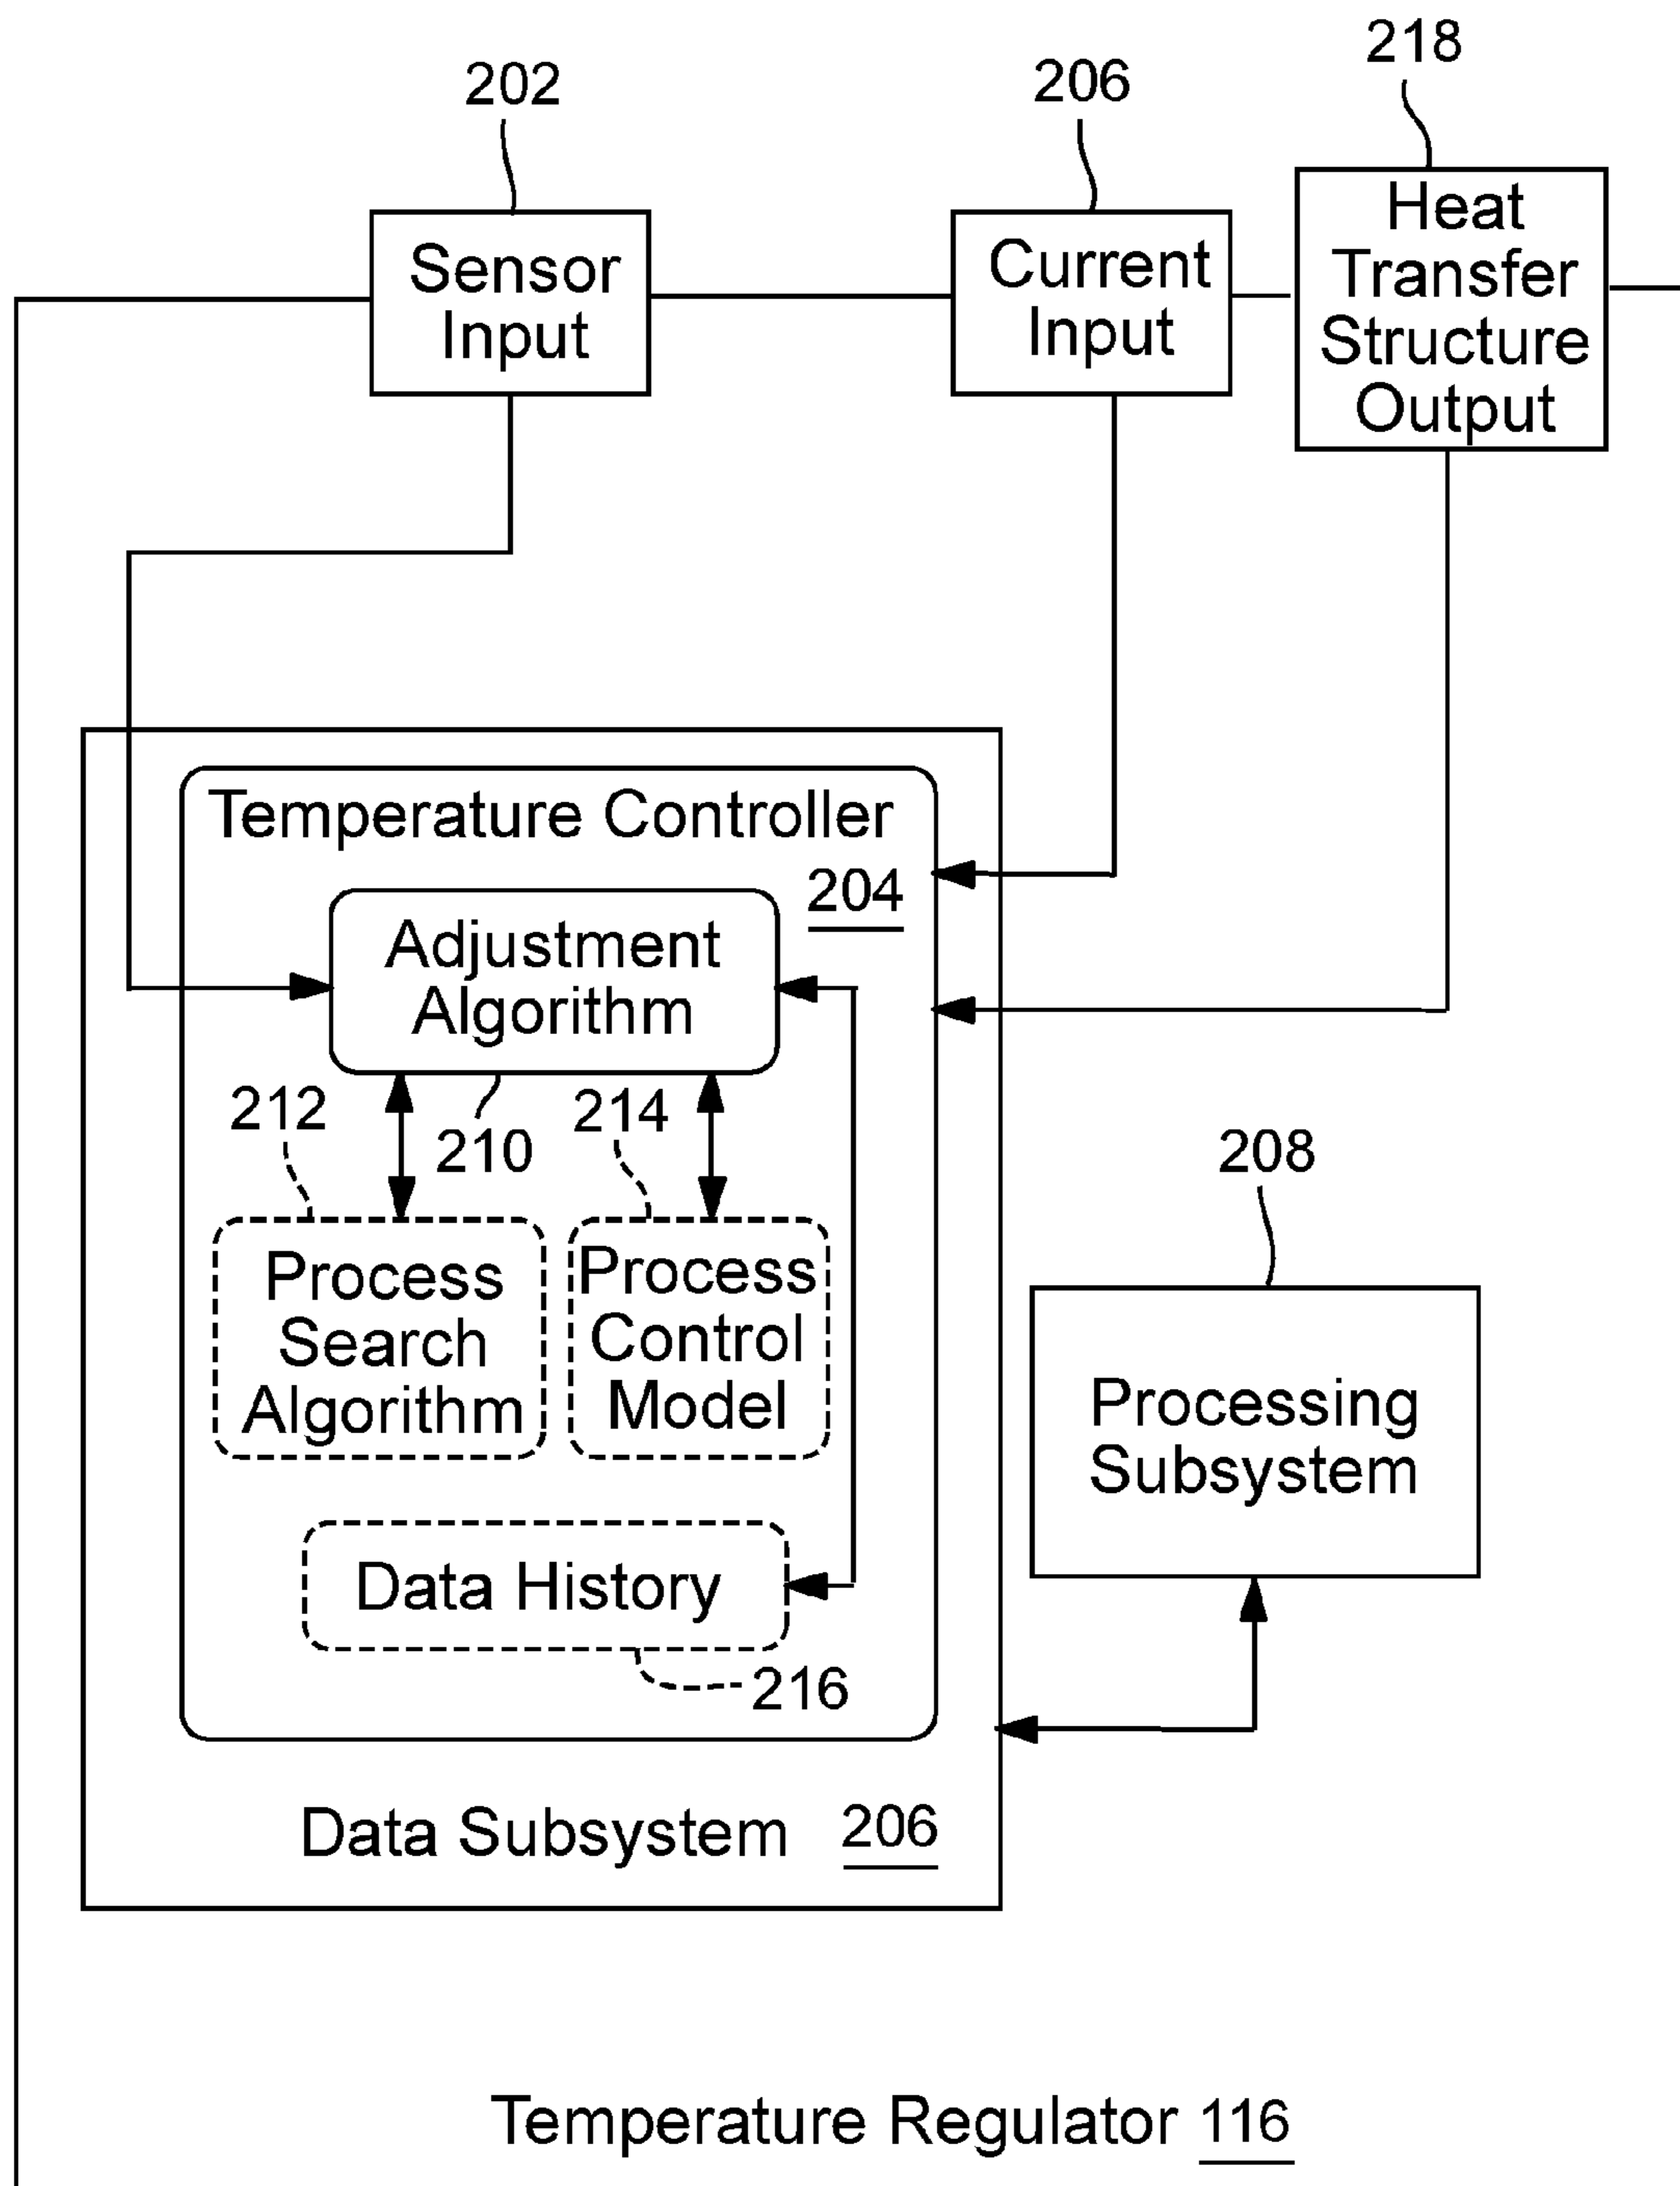 218
202
206
Sensor
Input
Current
Input
Heat
Transfer
Structure
Output
Temperature Controller
204
Adjustment
Algorithm
212
210
214
208
Process
Search
Algorithm
Process
Control
Model
Processing
Subsystem
Data History
216
Data Subsystem 206
Temperature Regulator 116